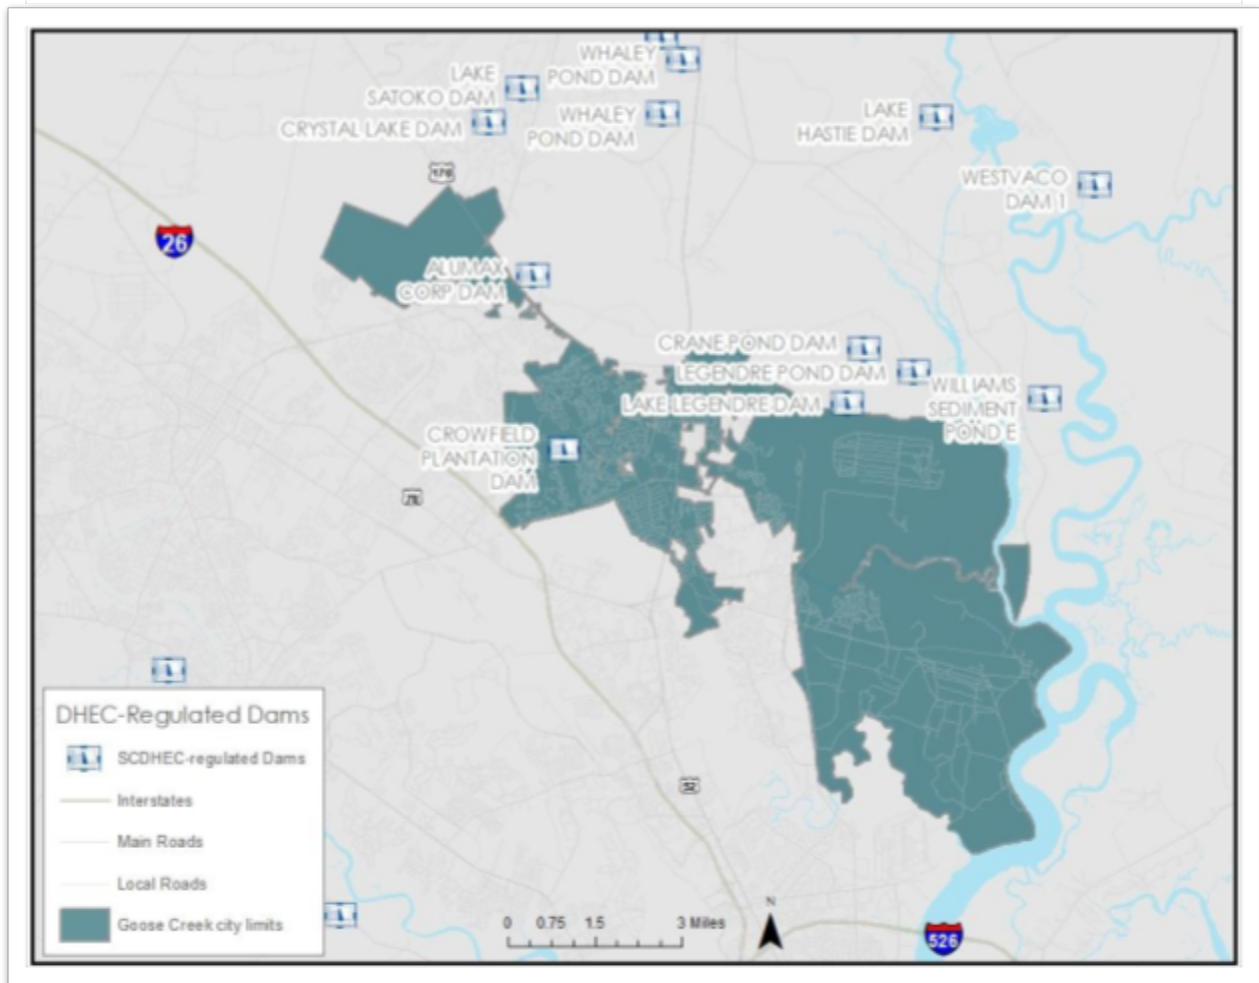 WHALEY
POND DAM
LAKE
SATOKO DAM
CRYSTAL LAKE DAM
WHALEY
POND DAM
LAKE
HASTIE DAM
WESTVACO
DAM 1
176
26
ALUMAX
CORP DAM
CRANE POND DAM
LEGENDRE POND DAM
LAKE LEGENDRE DAM
WILLIAMS
SEDIMENT
POND E
CROWFIELD
PLANTATION
DAM
78
52
DHEC-Regulated Dams
SCDHEC-regulated Dams
Interstates
Main Roads
Local Roads
Goose Creek city limits
0 0.75 1.5 3 Miles
N
526